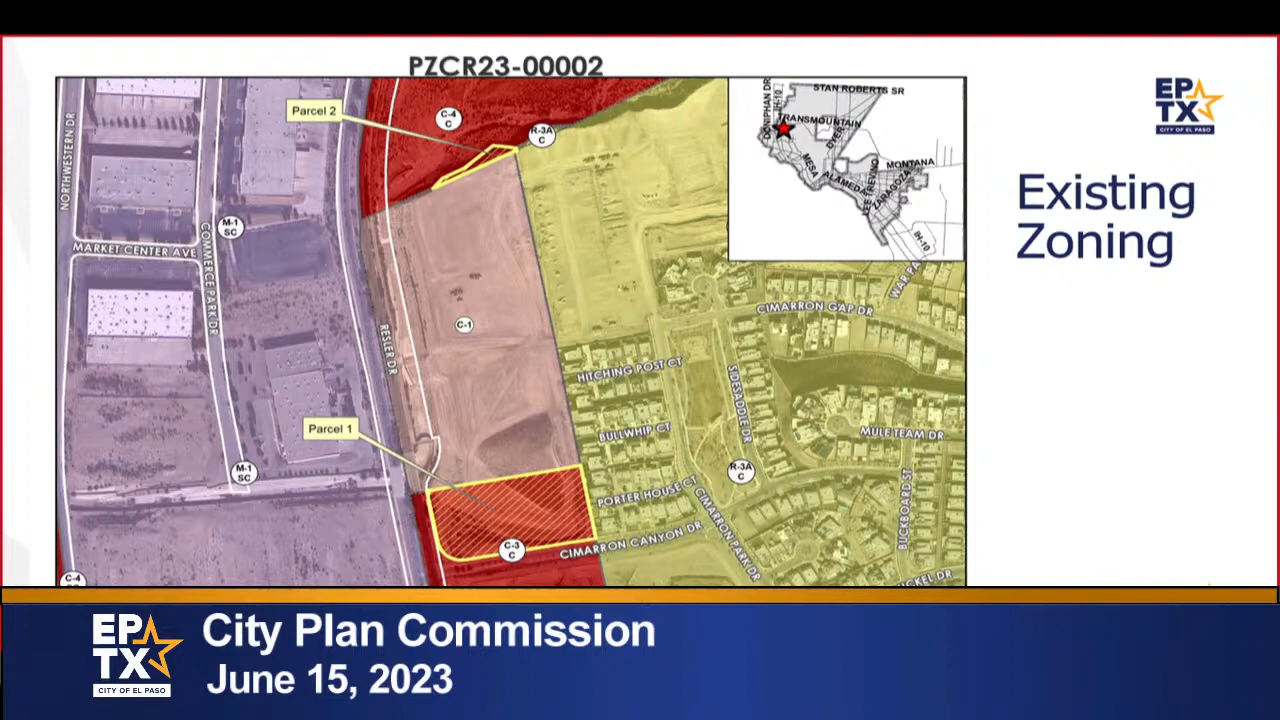 PZCR23-00002
Parcel 2
C-4
C
R-3A
C
NORTHWESTERN DR
M-1
SC
COMMERCE PARK DR
MARKET CENTER AVE
RESLER DR
C-1
HITCHING POST CT
BULLWHIP CT
PORTER HOUSE CT
CIMARRON CANYON DR
CIMARRON PARK DR
SIDESADDLE DR
CIMARRON GAP DR
MULE TEAM DR
BUCKBOARD ST
R-3A
C
Parcel 1
M-1
SC
C-3
C
C-4
STAN ROBERTS SR
DONIPHAN DR
IH-10
TRANSMOUNTAIN
DYER
MESA
ALAMEDA
MONTANA
ZARAGOZA
IH-10
EP
TX
CITY OF EL PASO
Existing
Zoning
EP
TX
CITY OF EL PASO
City Plan Commission
June 15, 2023